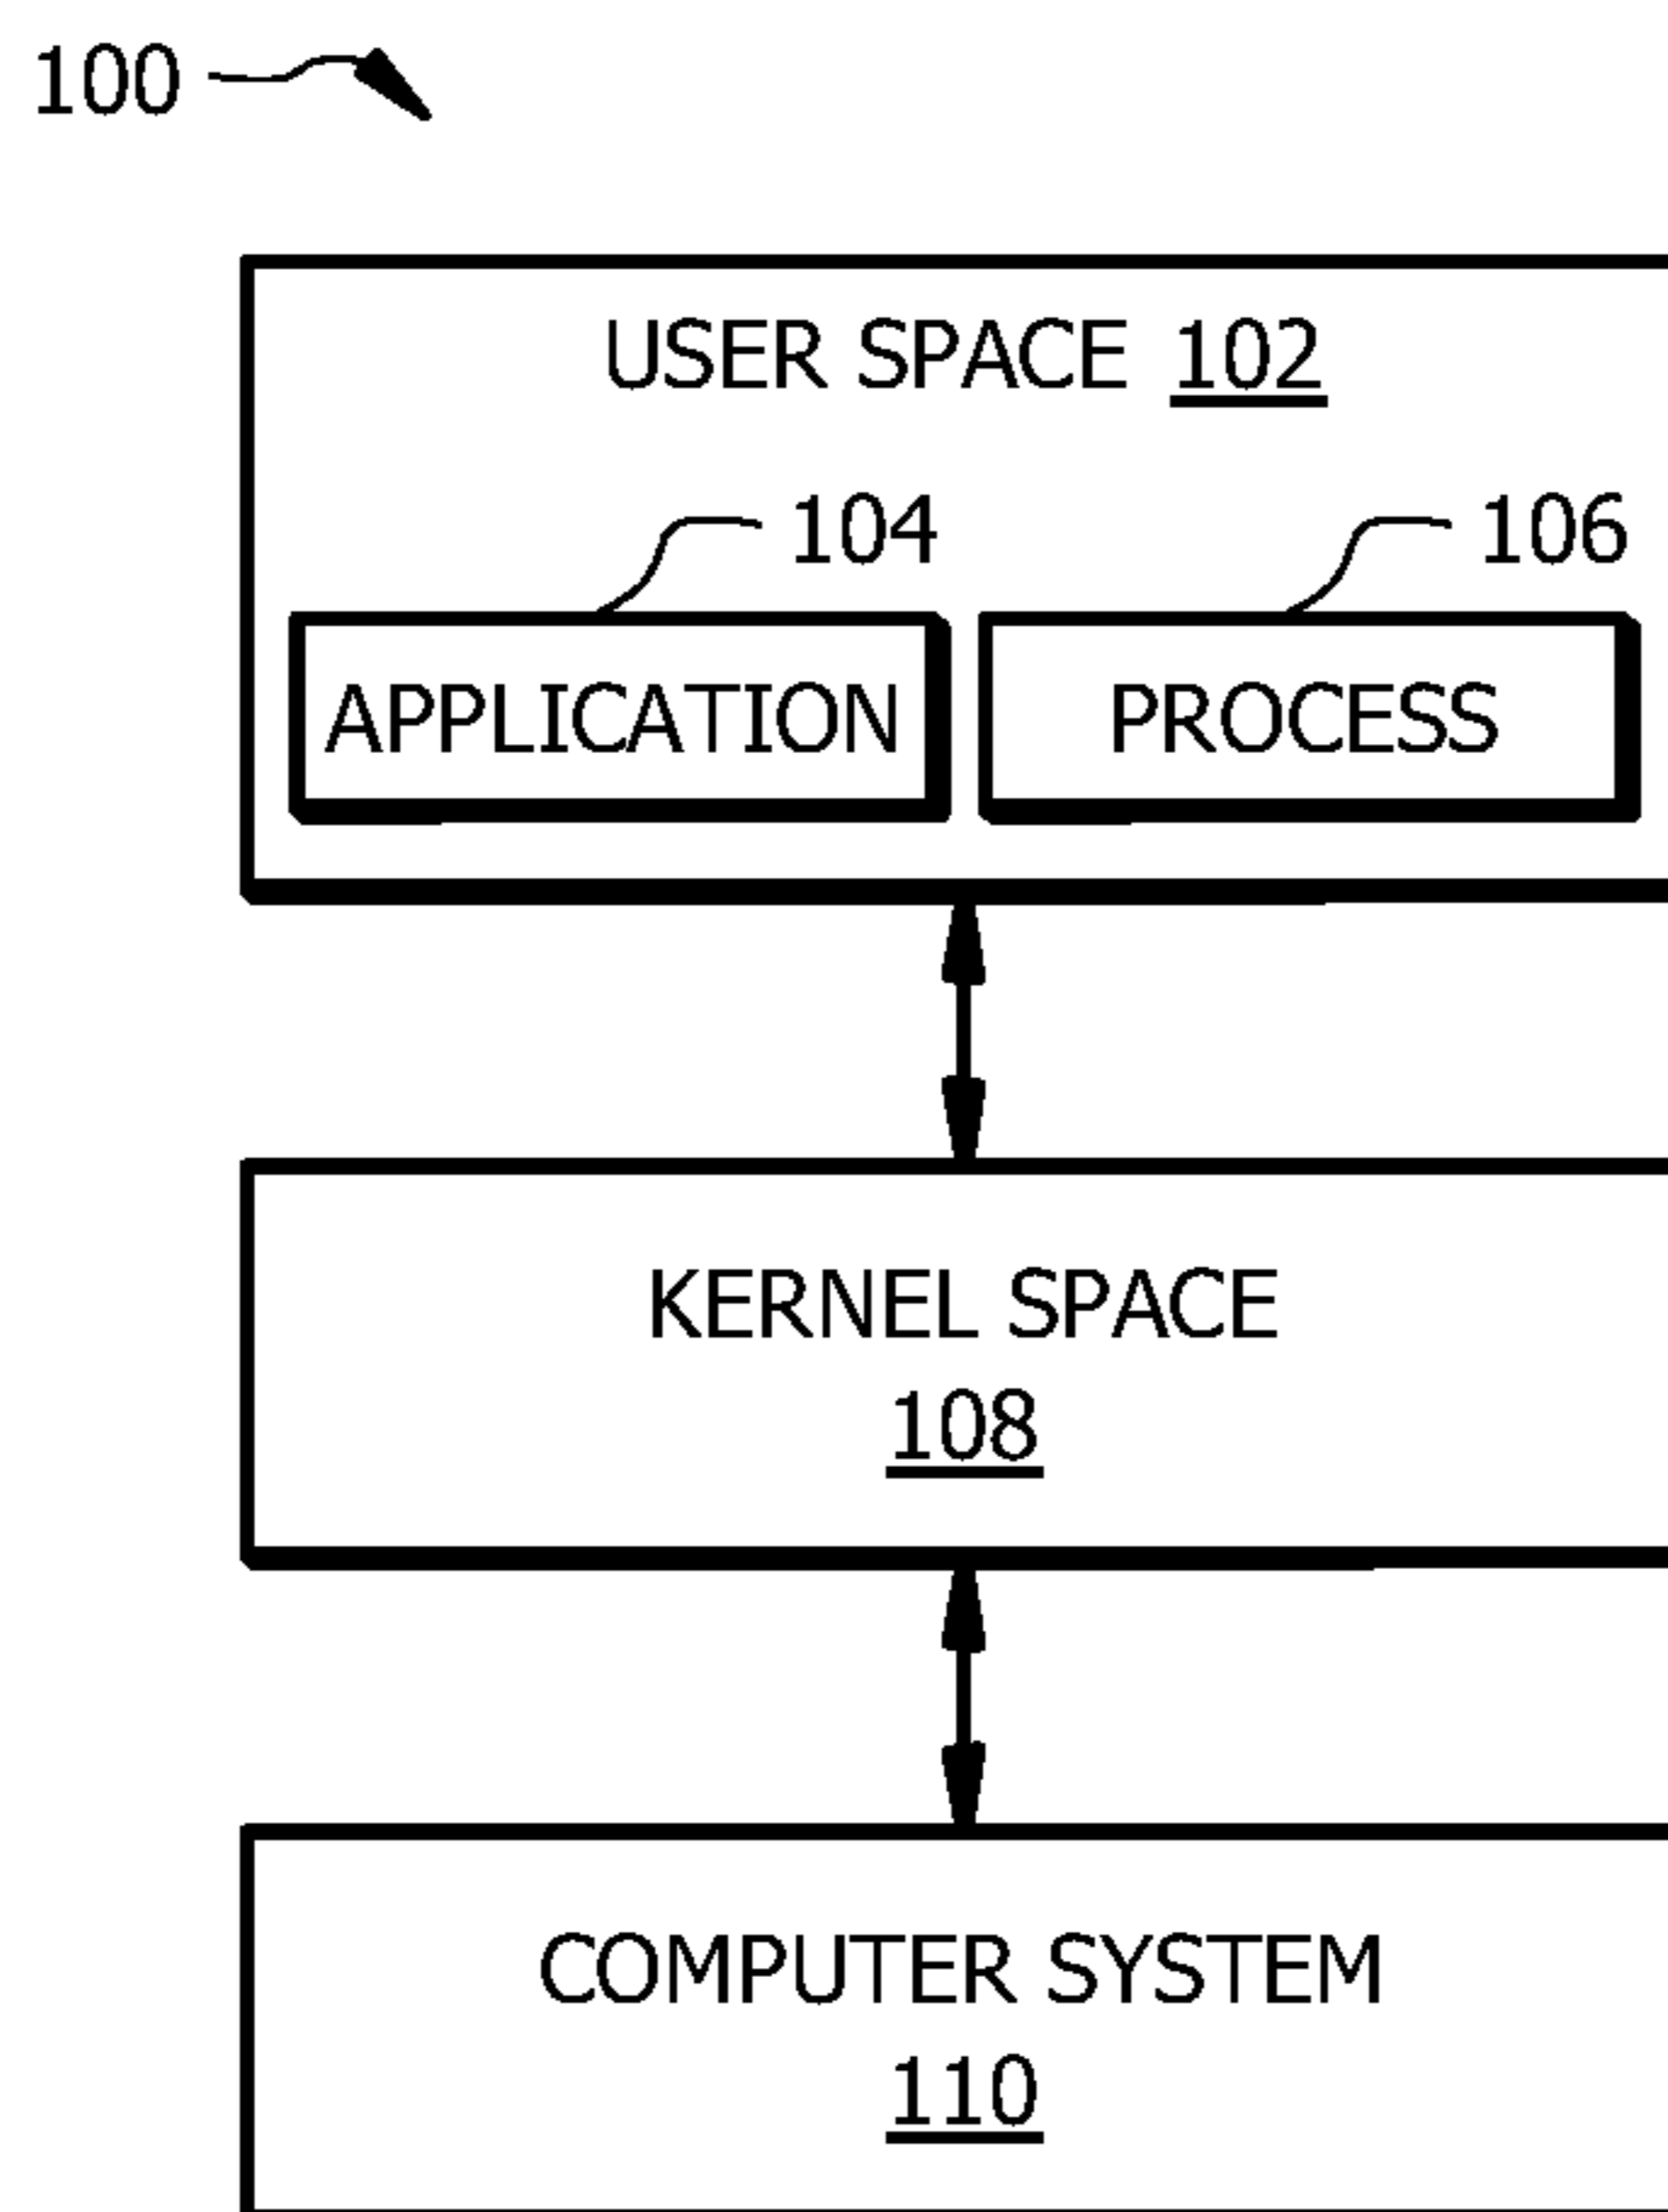 100
USER SPACE 102
104
106
APPLICATION
PROCESS
KERNEL SPACE
108
COMPUTER SYSTEM
110